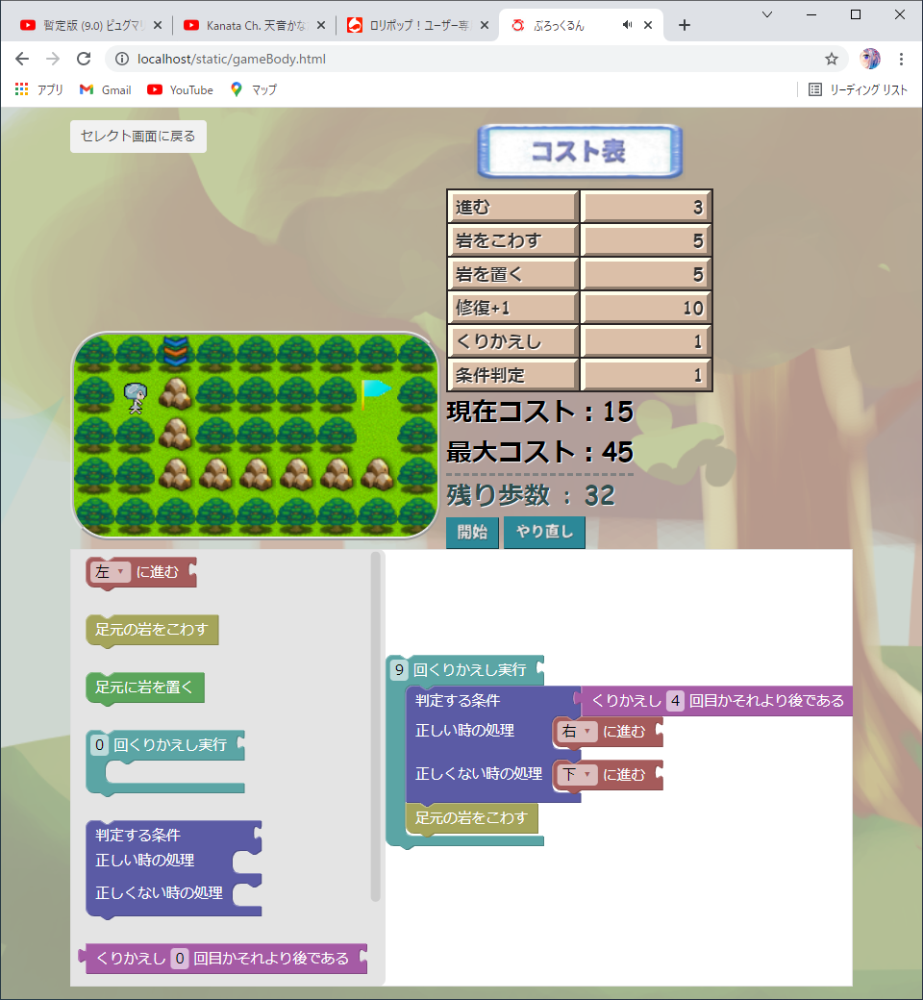 暫定版 (9.0) ピュグマリ
Kanata Ch. 天音かな
ロリポップ！ユーザー専
ぶろっくるん
localhost/static/gameBody.html
アプリ
Gmail
YouTube
マップ
リーディング リスト
セレクト画面に戻る
コスト表
進む 3
岩をこわす 5
岩を置く 5
修復+1 10
くりかえし 1
条件判定 1
現在コスト：15
最大コスト：45
残り歩数 : 32
開始 やり直し
左 に進む
足元の岩をこわす
足元に岩を置く
0 回くりかえし実行
判定する条件
正しい時の処理
正しくない時の処理
くりかえし 0 回目かそれより後である
9 回くりかえし実行
判定する条件 くりかえし 4 回目かそれより後である
正しい時の処理 右 に進む
正しくない時の処理 下 に進む
足元の岩をこわす